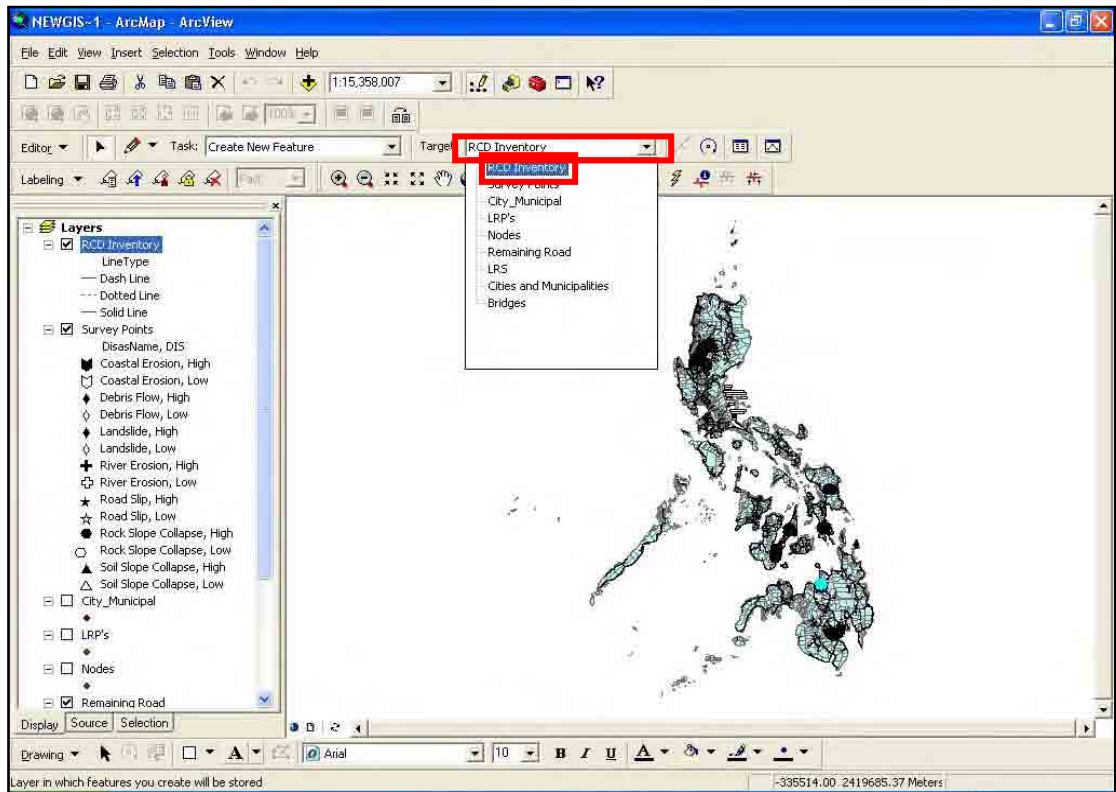 NEWGIS~1 - ArcMap - ArcView
File Edit View Insert Selection Tools Window Help
1:15,358,007
100%
Editor Task: Create New Feature Target RCD Inventory
Labeling Fast
RCD Inventory
Survey Points
City_Municipal
LRP's
Nodes
Remaining Road
LRS
Cities and Municipalities
Bridges
Layers
RCD Inventory
LineType
Dash Line
Dotted Line
Solid Line
Survey Points
DisasName, DIS
Coastal Erosion, High
Coastal Erosion, Low
Debris Flow, High
Debris Flow, Low
Landslide, High
Landslide, Low
River Erosion, High
River Erosion, Low
Road Slip, High
Road Slip, Low
Rock Slope Collapse, High
Rock Slope Collapse, Low
Soil Slope Collapse, High
Soil Slope Collapse, Low
City_Municipal
LRP's
Nodes
Remaining Road
Display Source Selection
Drawing A Arial 10 B I U A
Layer in which features you create will be stored -335514.00 2419685.37 Meters